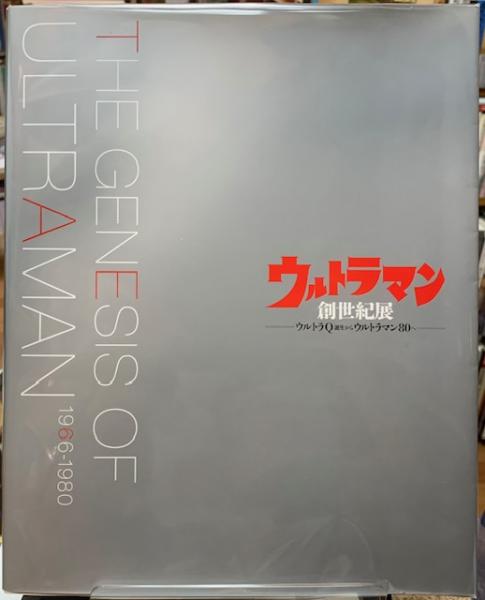 THE GENESIS OF
ULTRAMAN 1966-1980
ウルトラマン
創世紀展
ウルトラQ誕生からウルトラマン80へ